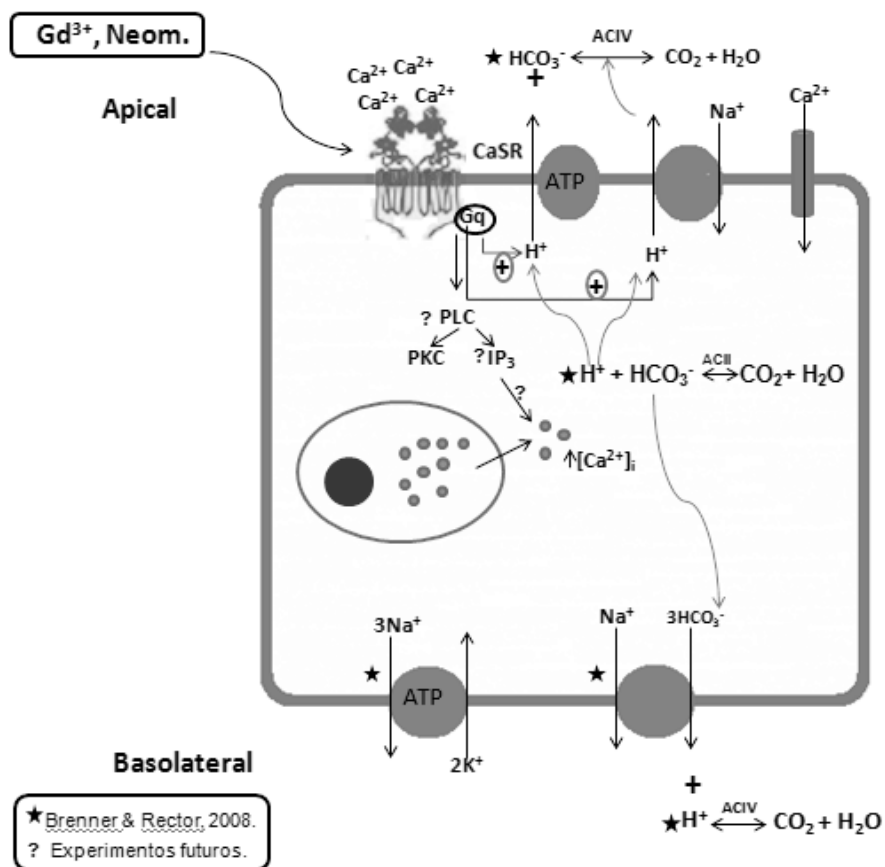 Gd³⁺, Neom.
Apical
Ca²⁺ Ca²⁺
Ca²⁺ Ca²⁺
CaSR
★ HCO₃⁻ ACIV CO₂ + H₂O
+
ATP
Na⁺
Ca²⁺
Gq
+
H⁺
+
H⁺
? PLC
PKC ?IP₃
?
★H⁺ + HCO₃⁻ ACII CO₂ + H₂O
↑[Ca²⁺]ᵢ
3Na⁺
★ ATP
2K⁺
Na⁺
★
3HCO₃⁻
+
★H⁺ ACIV CO₂ + H₂O
Basolateral
★ Brenner & Rector, 2008.
? Experimentos futuros.